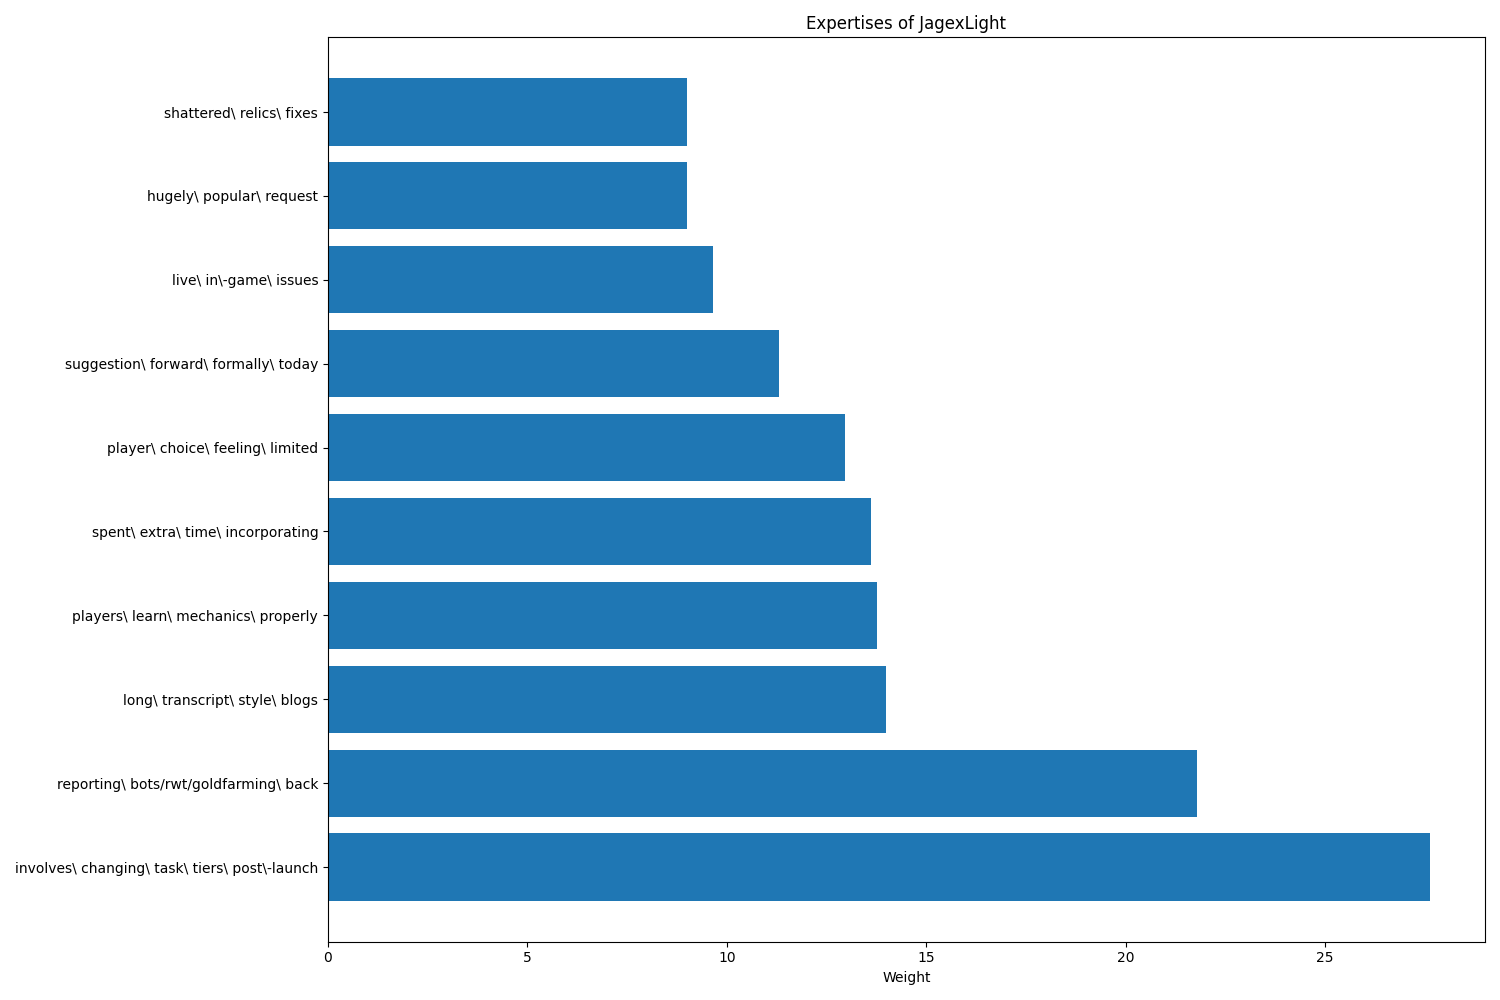 Expertises of JagexLight
shattered\ relics\ fixes
hugely\ popular\ request
live\ in\-game\ issues
suggestion\ forward\ formally\ today
player\ choice\ feeling\ limited
spent\ extra\ time\ incorporating
players\ learn\ mechanics\ properly
long\ transcript\ style\ blogs
reporting\ bots/rwt/goldfarming\ back
involves\ changing\ task\ tiers\ post\-launch
0 5 10 15 20 25
Weight